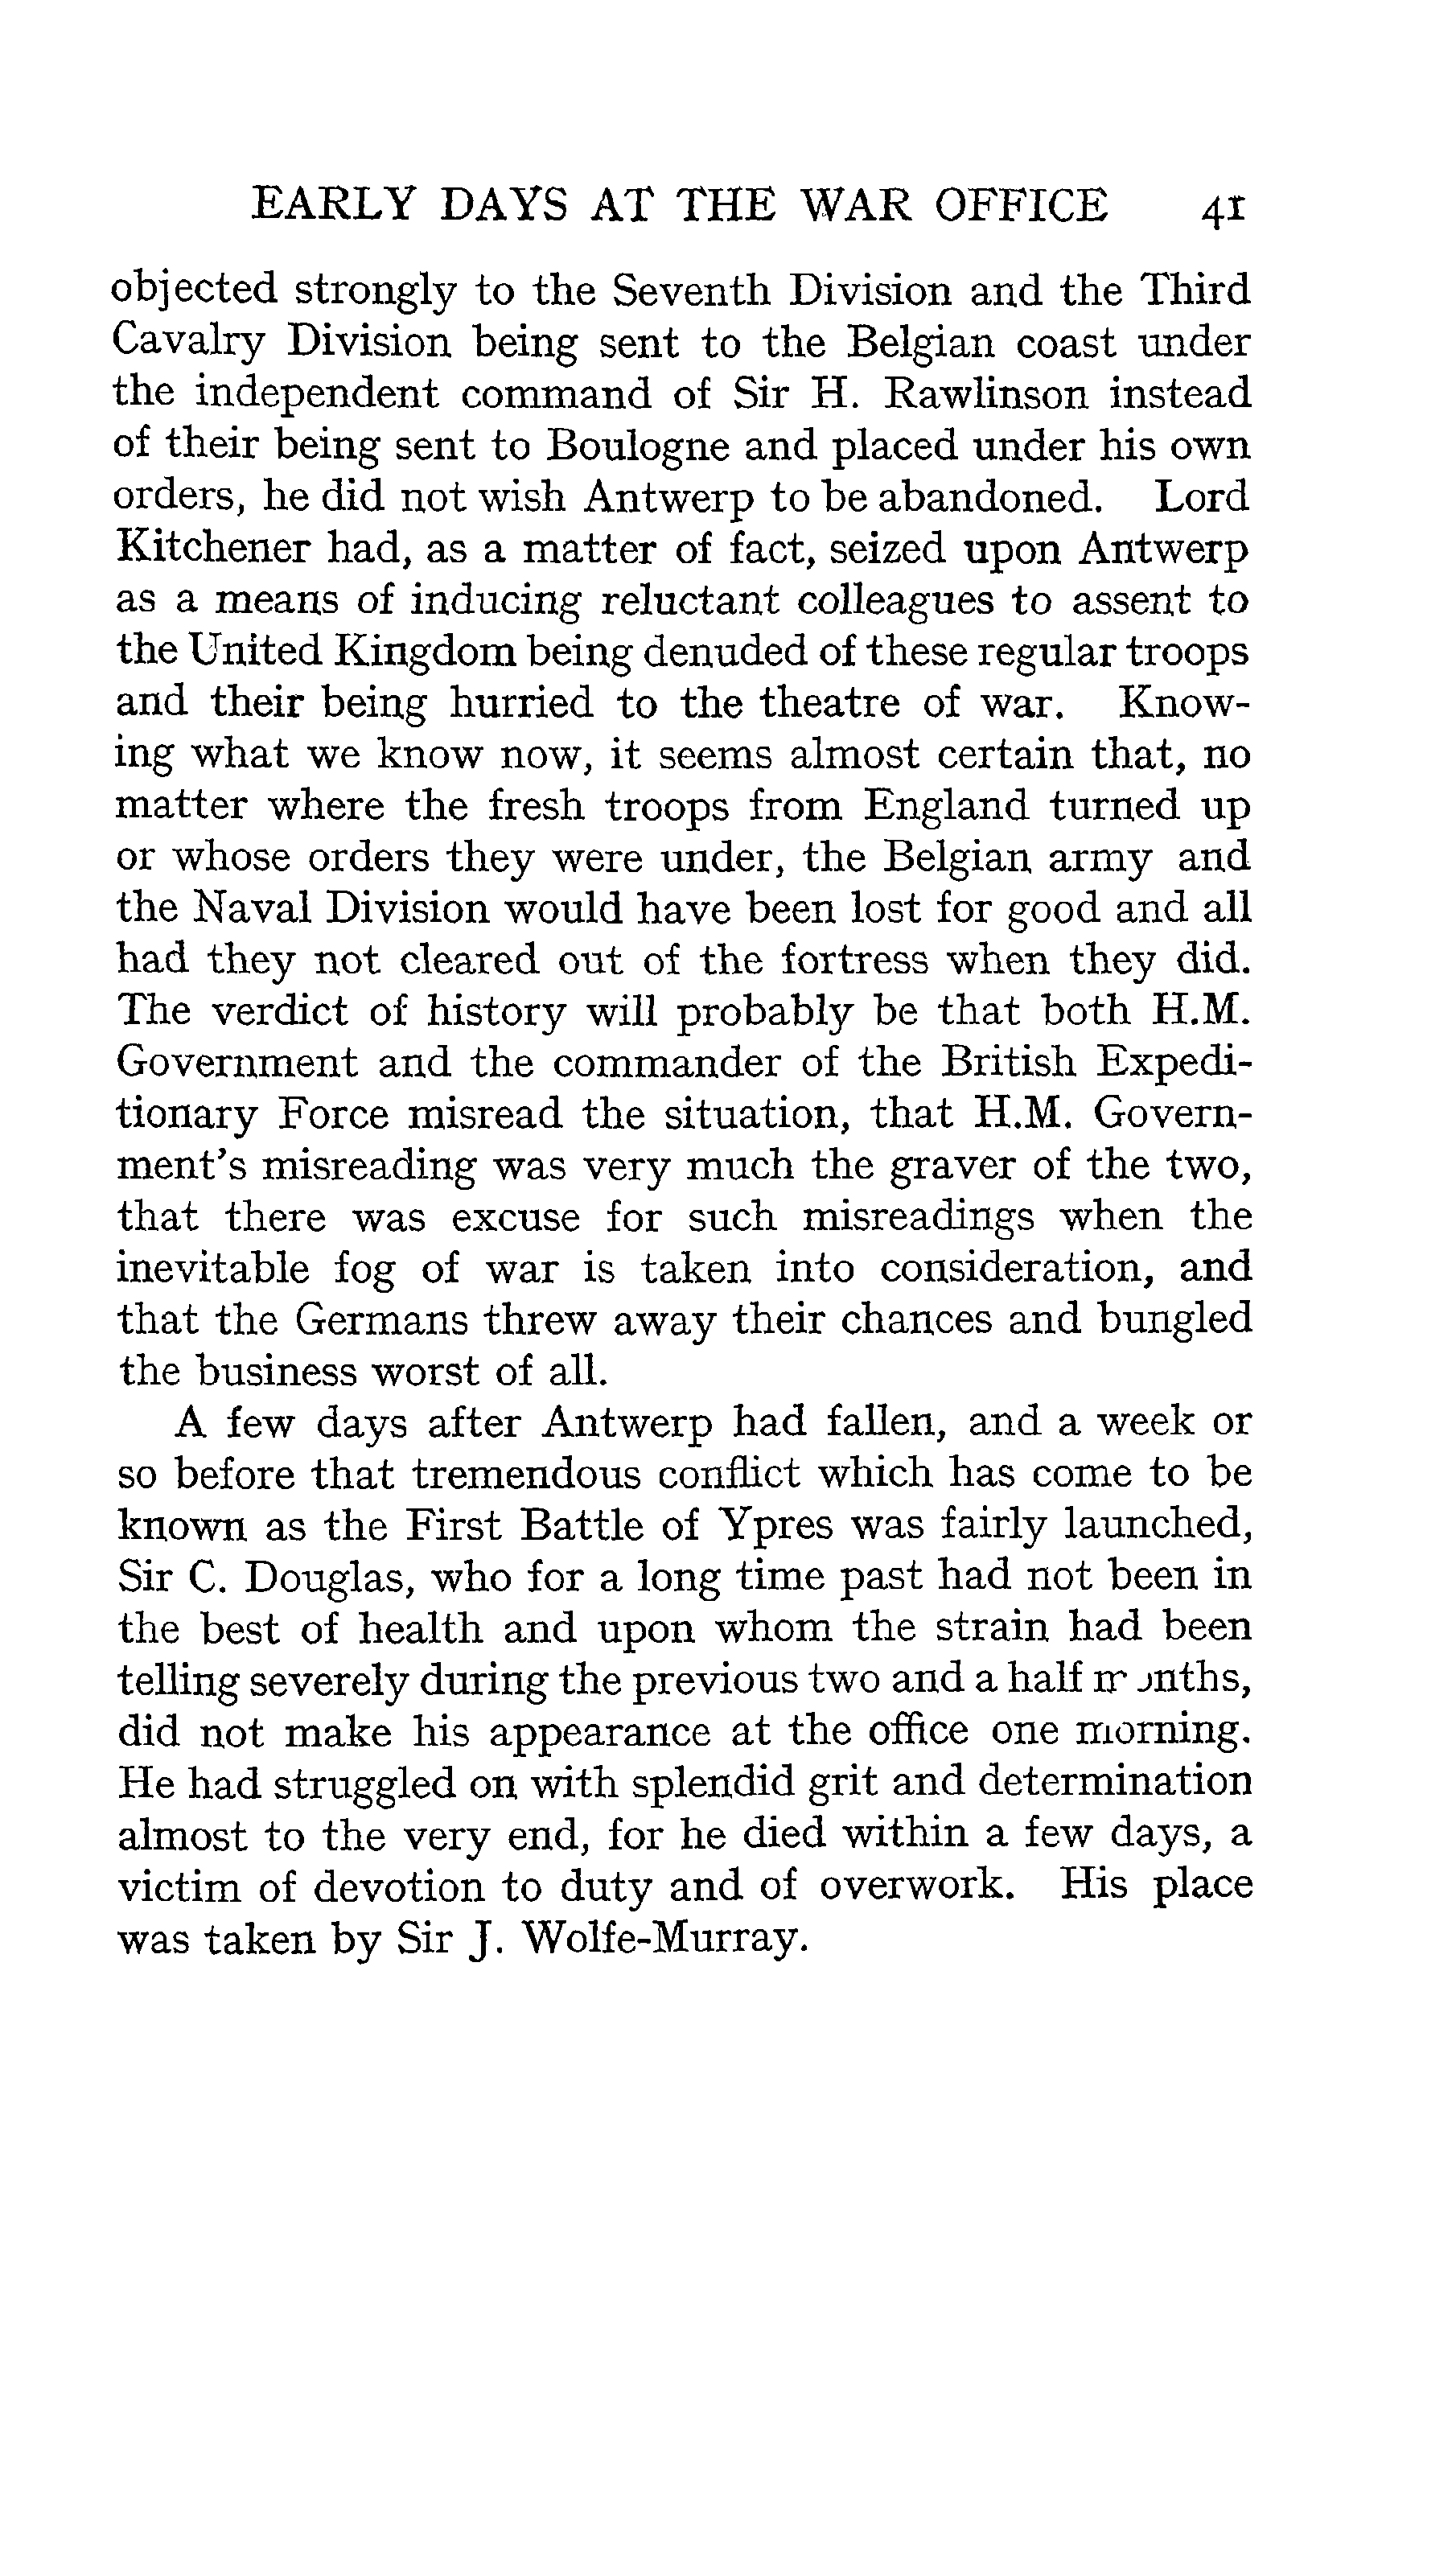 EARLY DAYS AT THE WAR OFFICE 41
objected strongly to the Seventh Division and the Third
Cavalry Division being sent to the Belgian coast under
the independent command of Sir H. Rawlinson instead
of their being sent to Boulogne and placed under his own
orders, he did not wish Antwerp to be abandoned. Lord
Kitchener had, as a matter of fact, seized upon Antwerp
as a means of inducing reluctant colleagues to assent to
the United Kingdom being denuded of these regular troops
and their being hurried to the theatre of war. Know-
ing what we know now, it seems almost certain that, no
matter where the fresh troops from England turned up
or whose orders they were under, the Belgian army and
the Naval Division would have been lost for good and all
had they not cleared out of the fortress when they did.
The verdict of history will probably be that both H.M.
Government and the commander of the British Expedi-
tionary Force misread the situation, that H.M. Govern-
ment's misreading was very much the graver of the two,
that there was excuse for such misreadings when the
inevitable fog of war is taken into consideration, and
that the Germans threw away their chances and bungled
the business worst of all.
A few days after Antwerp had fallen, and a week or
so before that tremendous conflict which has come to be
known as the First Battle of Ypres was fairly launched,
Sir C. Douglas, who for a long time past had not been in
the best of health and upon whom the strain had been
telling severely during the previous two and a half months,
did not make his appearance at the office one morning.
He had struggled on with splendid grit and determination
almost to the very end, for he died within a few days, a
victim of devotion to duty and of overwork. His place
was taken by Sir J. Wolfe-Murray.